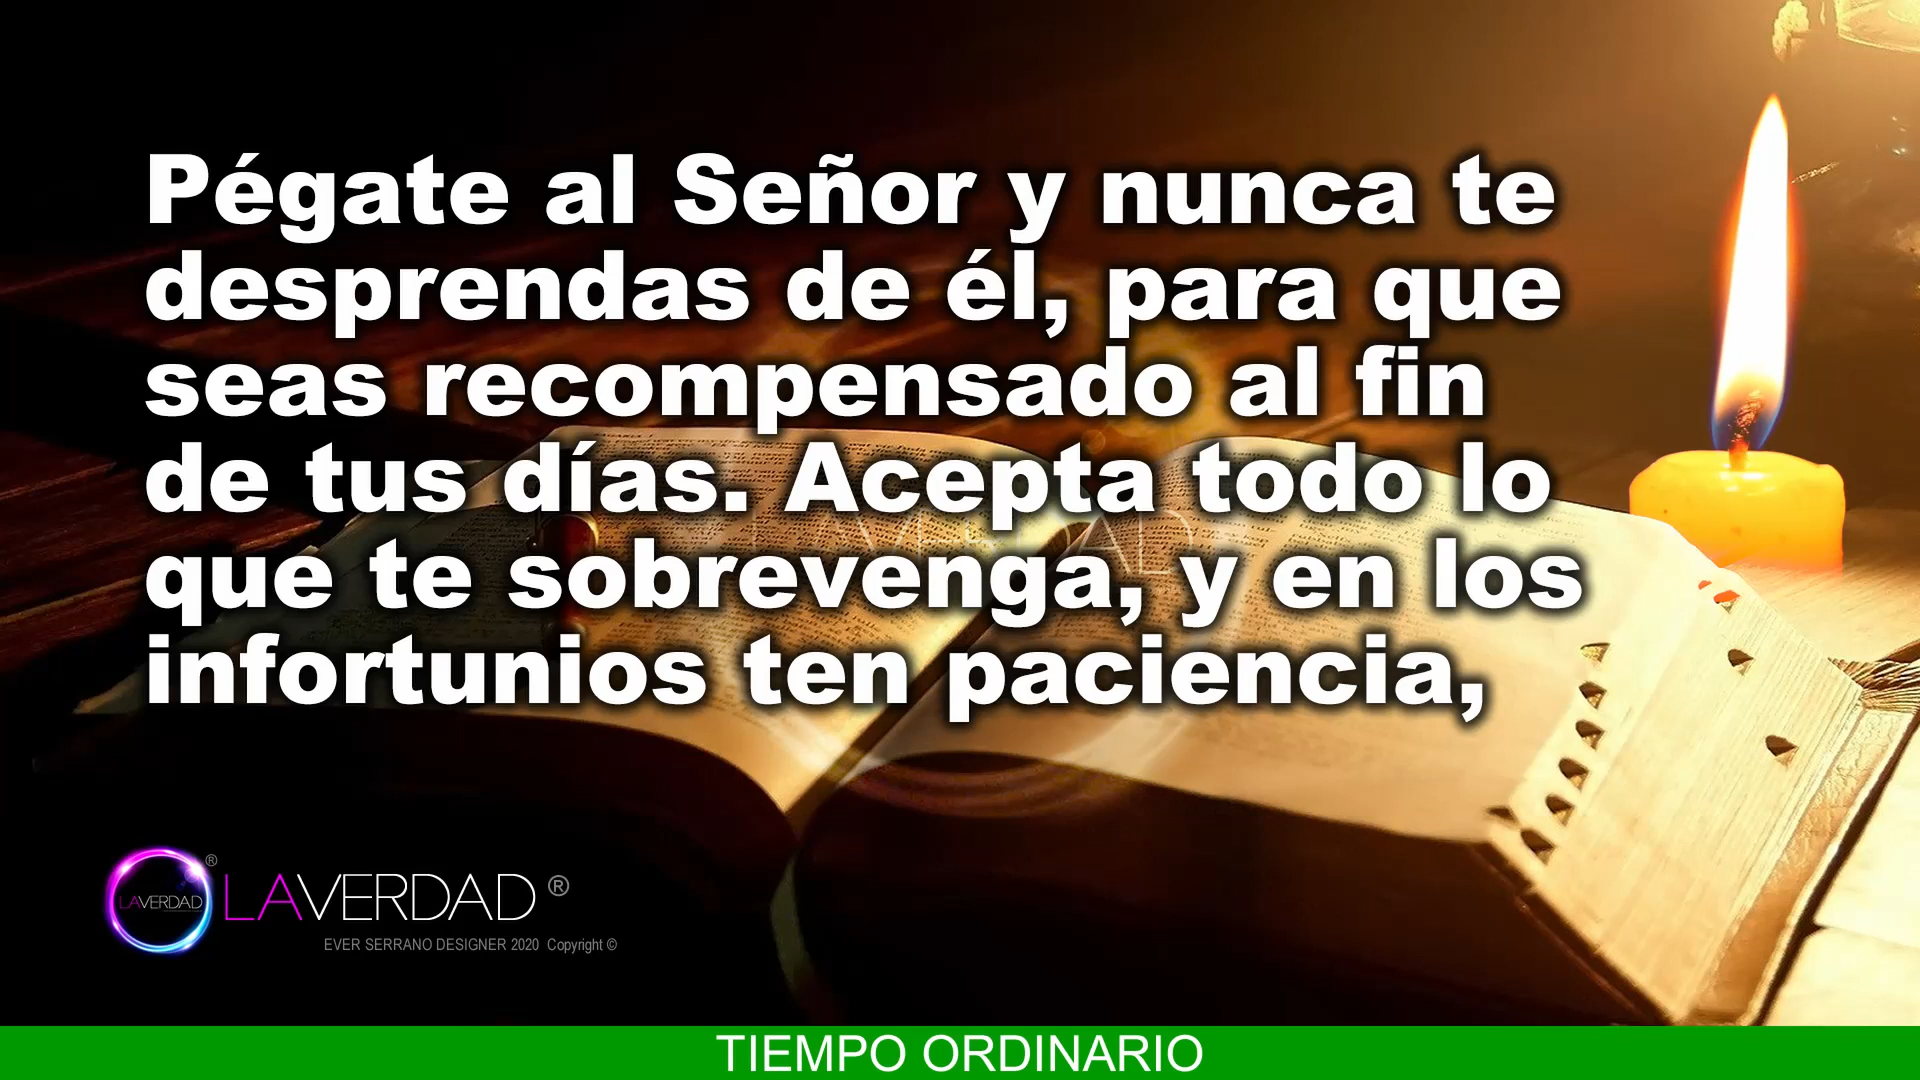 Pégate al Señor y nunca te
desprendas de él, para que
seas recompensado al fin
de tus días. Acepta todo lo
que te sobrevenga, y en los
infortunios ten paciencia,
LAVERDAD
LAVERDAD ®
LAVERDAD ®
EVER SERRANO DESIGNER 2020 Copyright ©
TIEMPO ORDINARIO